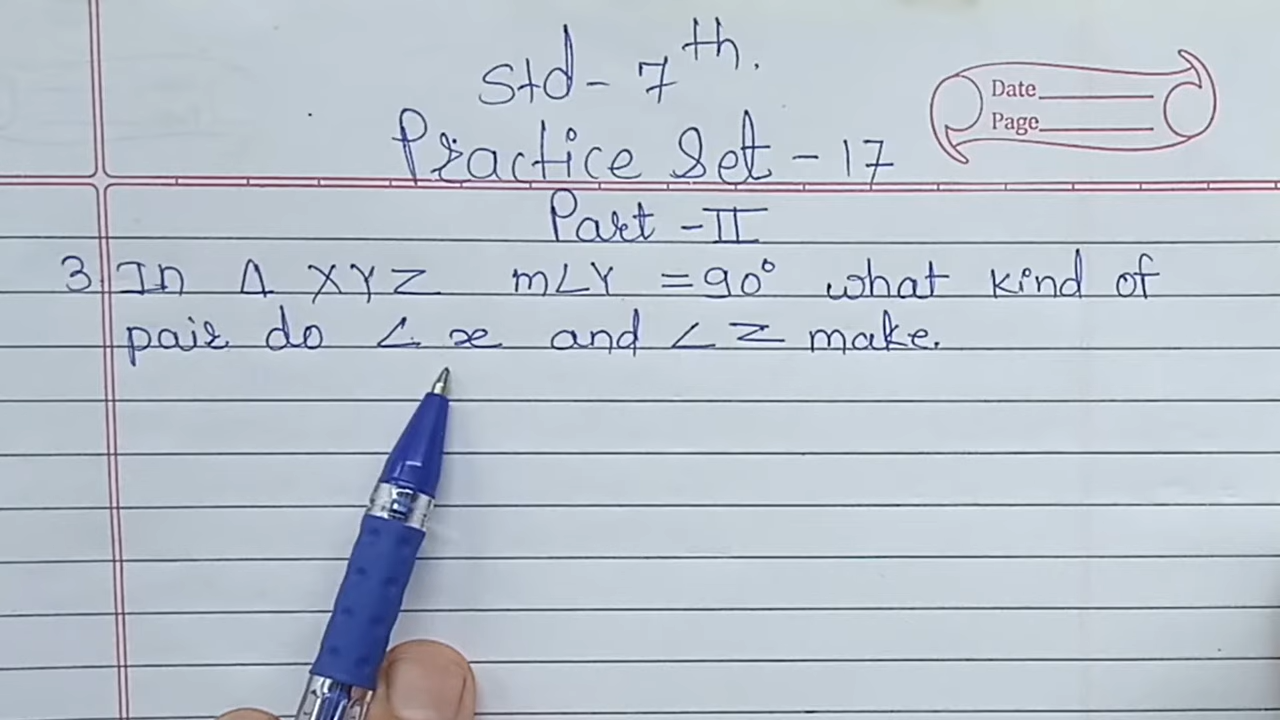 Std - 7th.
Date
Page
Practice Set - 17
Part - II
3. In Δ XYZ m∠Y = 90° what kind of
pair do ∠ x and ∠ Z make.